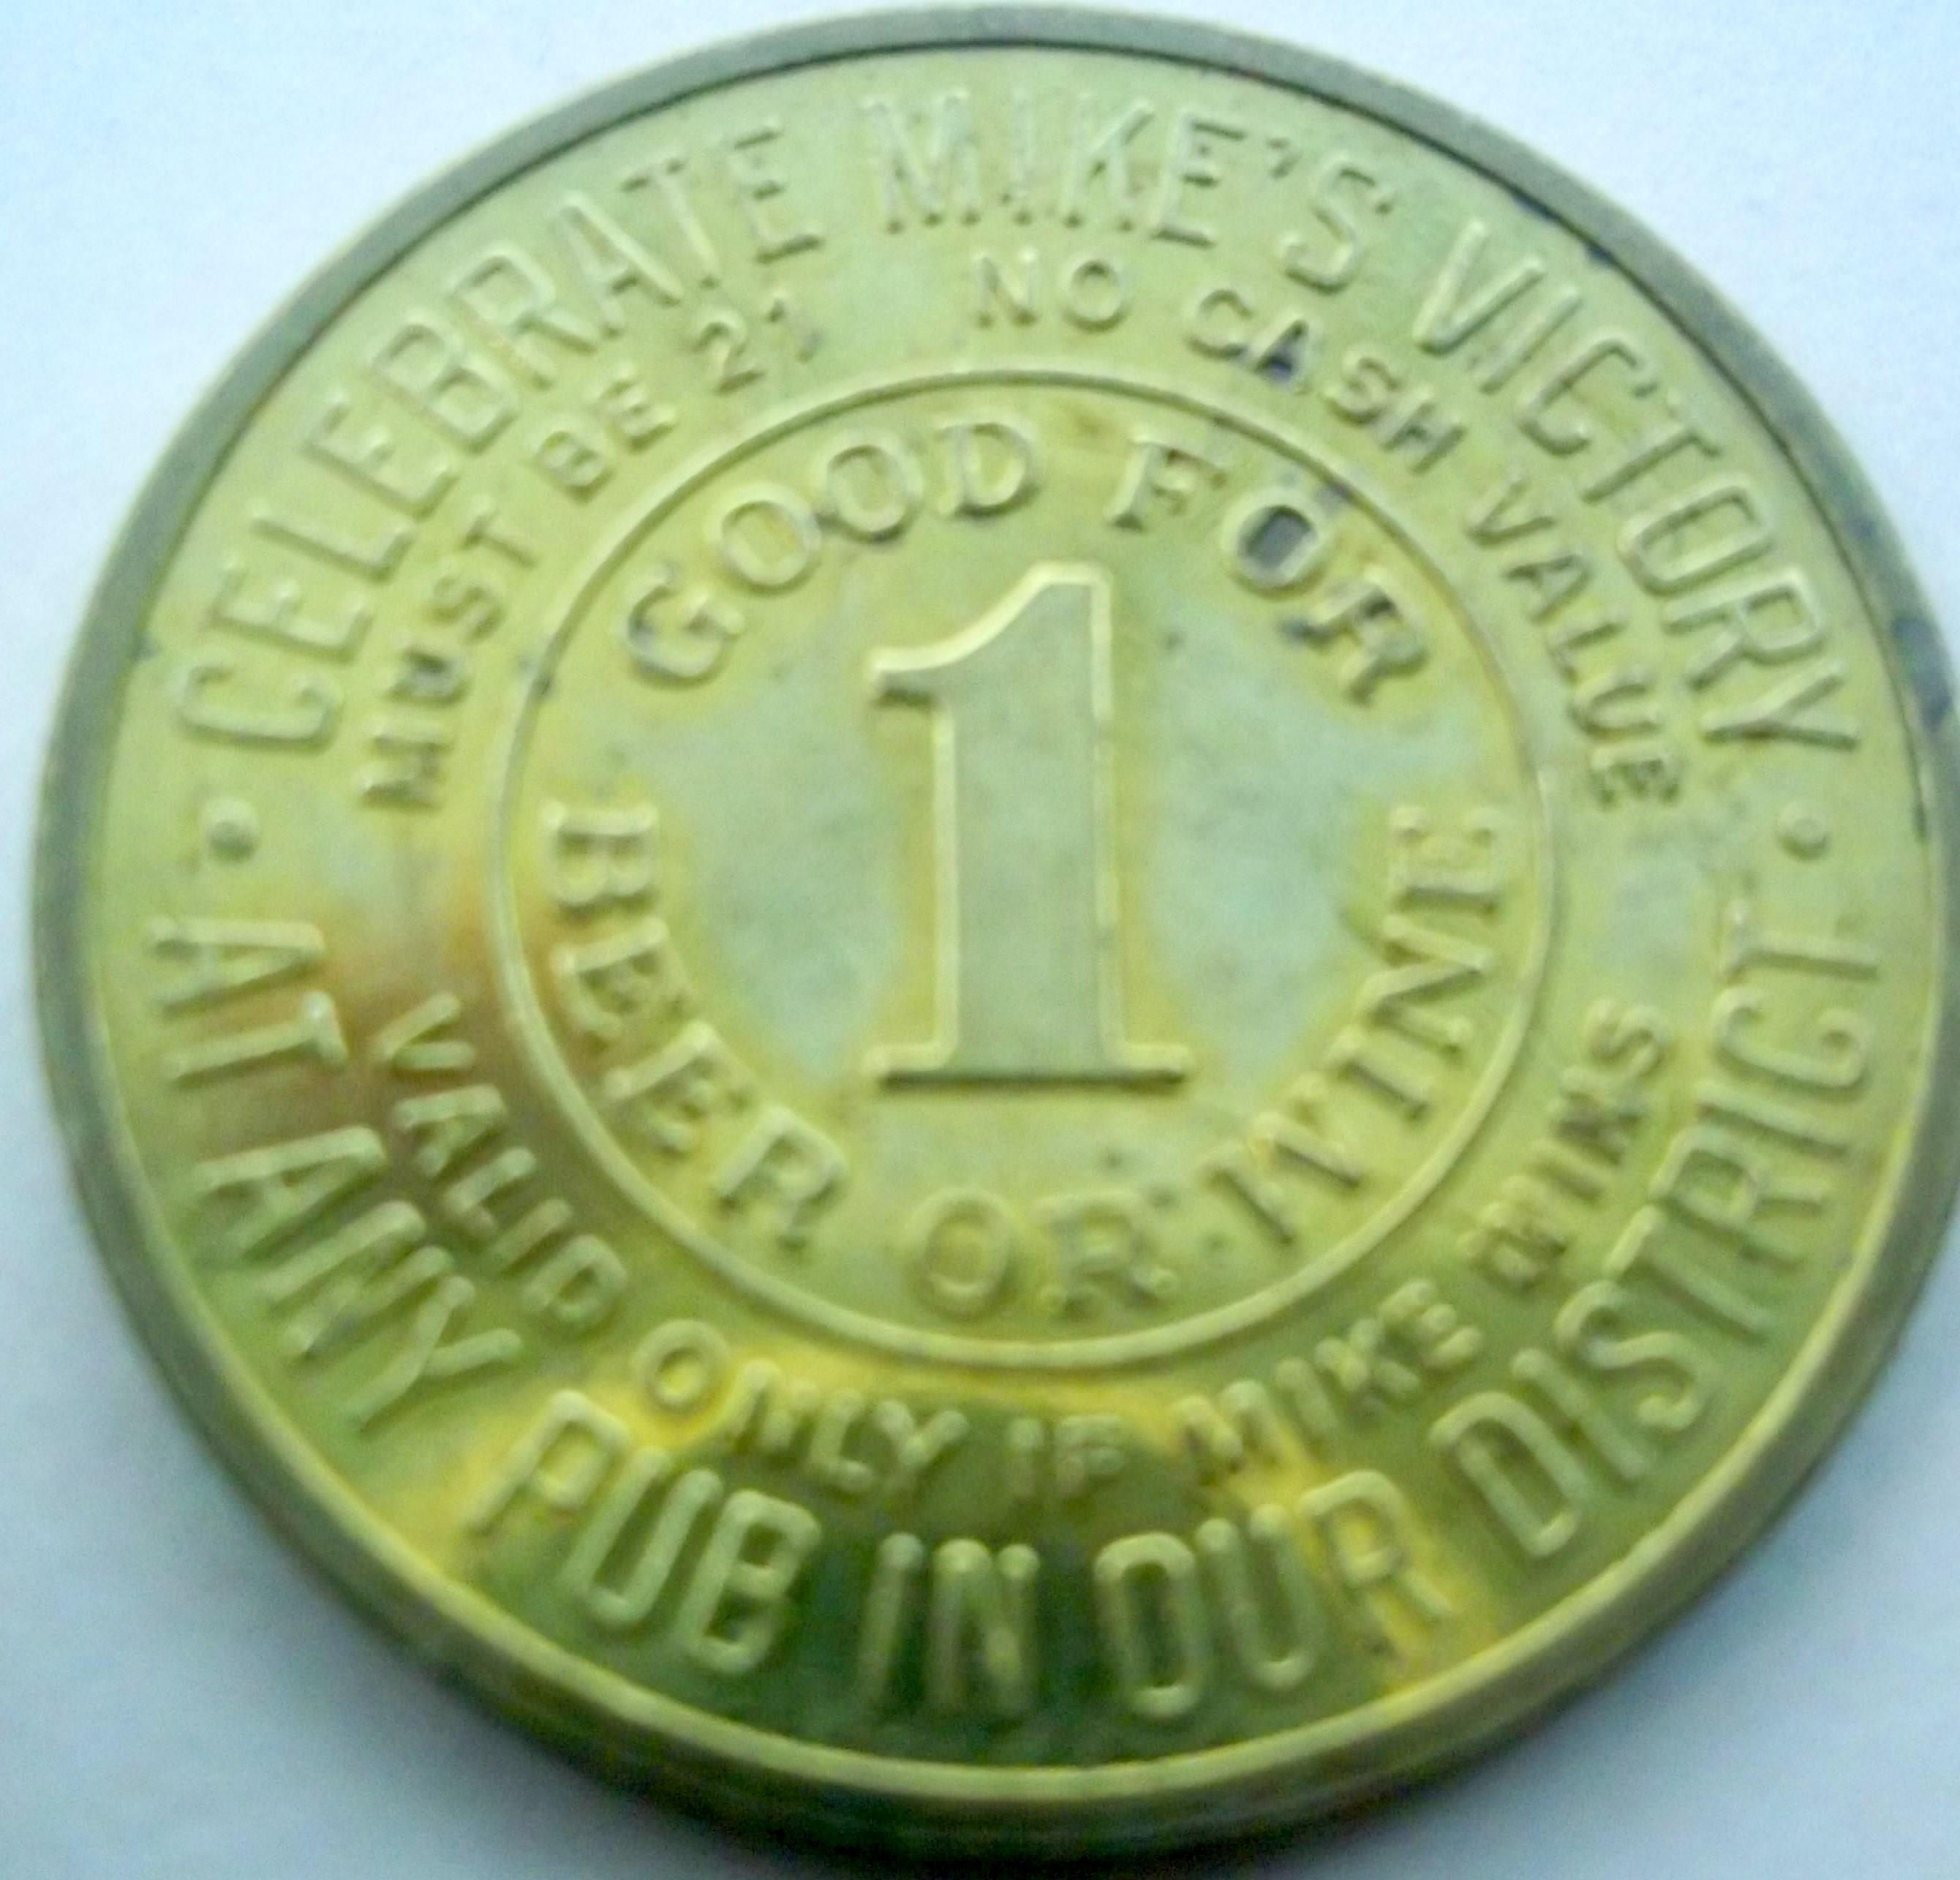 · CELEBRATE MIKE'S VICTORY ·
AT ANY PUB IN OUR DISTRICT
MUST BE 21 NO CASH VALUE
VALID ONLY IF MIKE WINS
GOOD FOR
1
BEER OR WINE